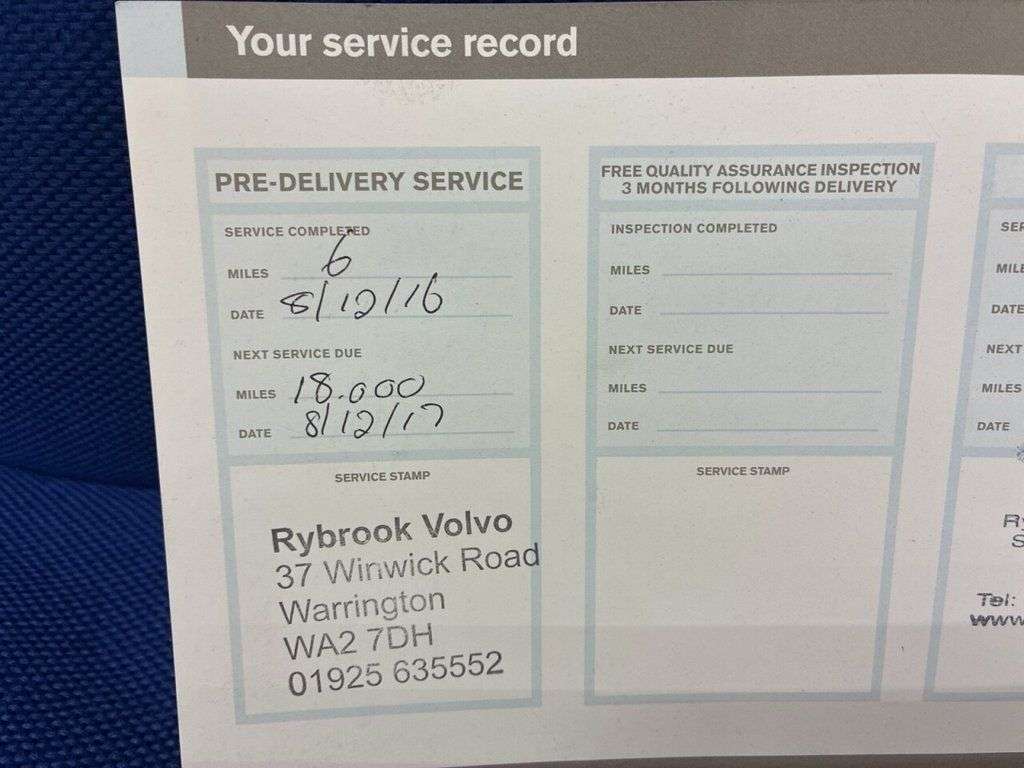 Your service record
PRE-DELIVERY SERVICE
SERVICE COMPLETED
MILES 6
DATE 8/12/16
NEXT SERVICE DUE
MILES 18.000
DATE 8/12/17
SERVICE STAMP
Rybrook Volvo
37 Winwick Road
Warrington
WA2 7DH
01925 635552
FREE QUALITY ASSURANCE INSPECTION
3 MONTHS FOLLOWING DELIVERY
INSPECTION COMPLETED
MILES
DATE
NEXT SERVICE DUE
MILES
DATE
SERVICE STAMP
MILES
DATE
NEXT
MILES
DATE
Tel:
www